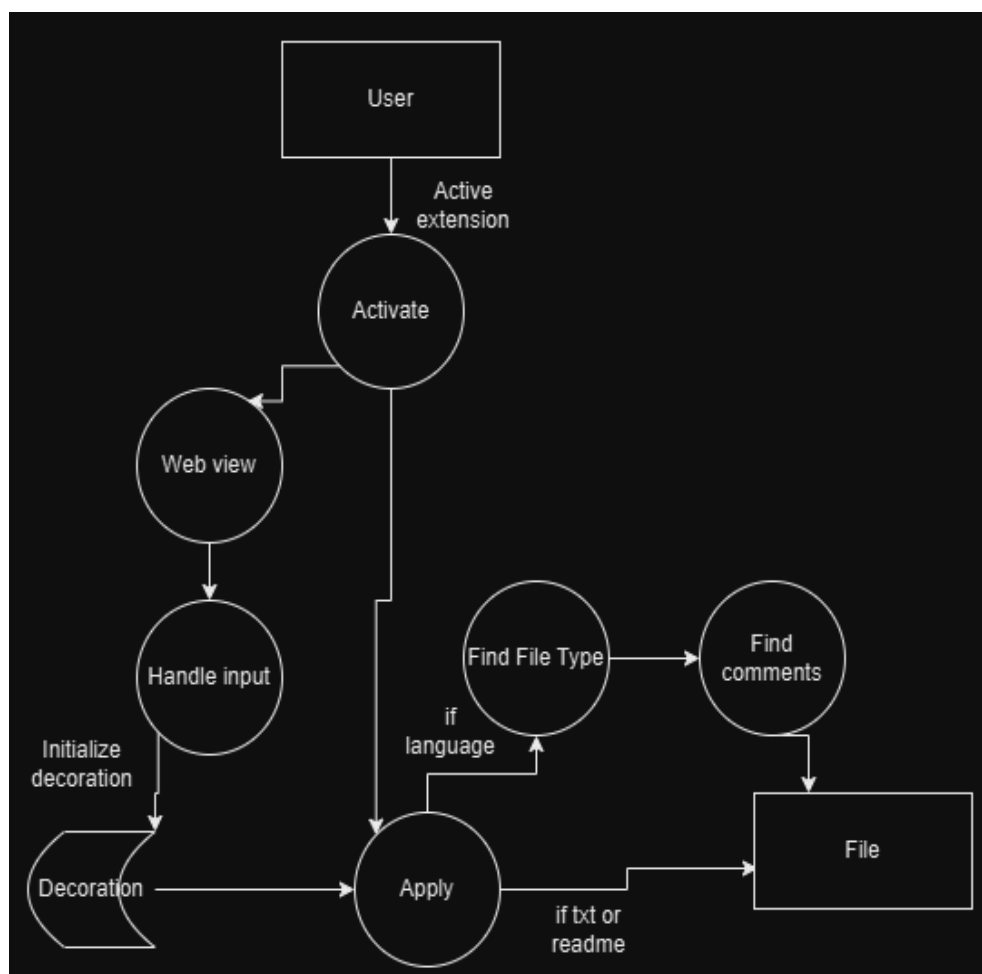 User
Active
extension
Activate
Web view
Handle input
Find File Type
Find
comments
if
language
Initialize
decoration
Decoration
Apply
if txt or
readme
File